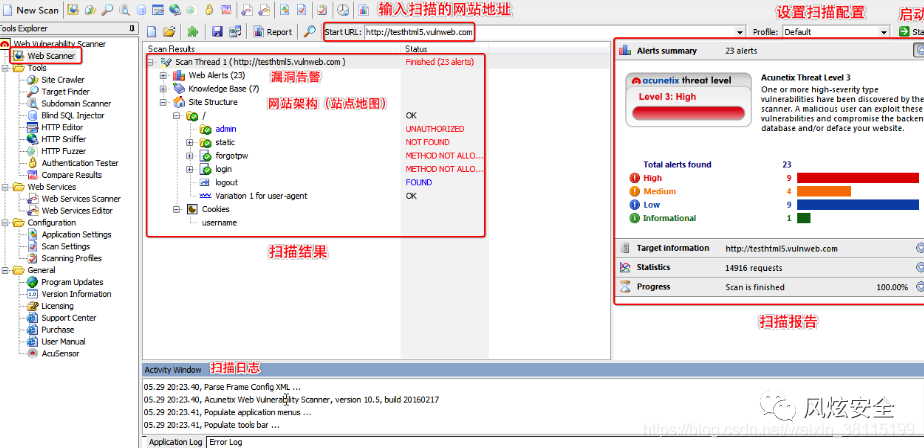 New Scan
输入扫描的网站地址
设置扫描配置
启动
Tools Explorer
Report
Start URL: http://testhtml5.vulnweb.com
Profile: Default
Sta
Web Vulnerability Scanner
Web Scanner
Tools
Site Crawler
Target Finder
Subdomain Scanner
Blind SQL Injector
HTTP Editor
HTTP Sniffer
HTTP Fuzzer
Authentication Tester
Compare Results
Web Services
Web Services Scanner
Web Services Editor
Configuration
Application Settings
Scan Settings
Scanning Profiles
General
Program Updates
Version Information
Licensing
Support Center
Purchase
User Manual
AcuSensor
Scan Results Status
Scan Thread 1 ( http://testhtml5.vulnweb.com ) Finished (23 alerts)
Web Alerts (23) 漏洞告警
Knowledge Base (7)
Site Structure 网站架构（站点地图）
/ OK
admin UNAUTHORIZED
static NOT FOUND
forgotpw METHOD NOT ALLO...
login METHOD NOT ALLO...
logout FOUND
Variation 1 for user-agent OK
Cookies
username
扫描结果
Alerts summary 23 alerts
acunetix threat level
Level 3: High
Acunetix Threat Level 3
One or more high-severity type
vulnerabilities have been discovered by the
scanner. A malicious user can exploit these
vulnerabilities and compromise the backend
database and/or deface your website.
Total alerts found 23
High 9
Medium 4
Low 9
Informational 1
Target information http://testhtml5.vulnweb.com
Statistics 14916 requests
Progress Scan is finished 100.00%
扫描报告
Activity Window 扫描日志
05.29 20:23.40, Parse Frame Config XML ...
05.29 20:23.40, Acunetix Web Vulnerability Scanner, version 10.5, build 20160217
05.29 20:23.41, Populate application menus ...
05.29 20:23.41, Populate tools bar ...
Application Log Error Log
风炫安全
https://blog.csdn.net/weixin_38115199